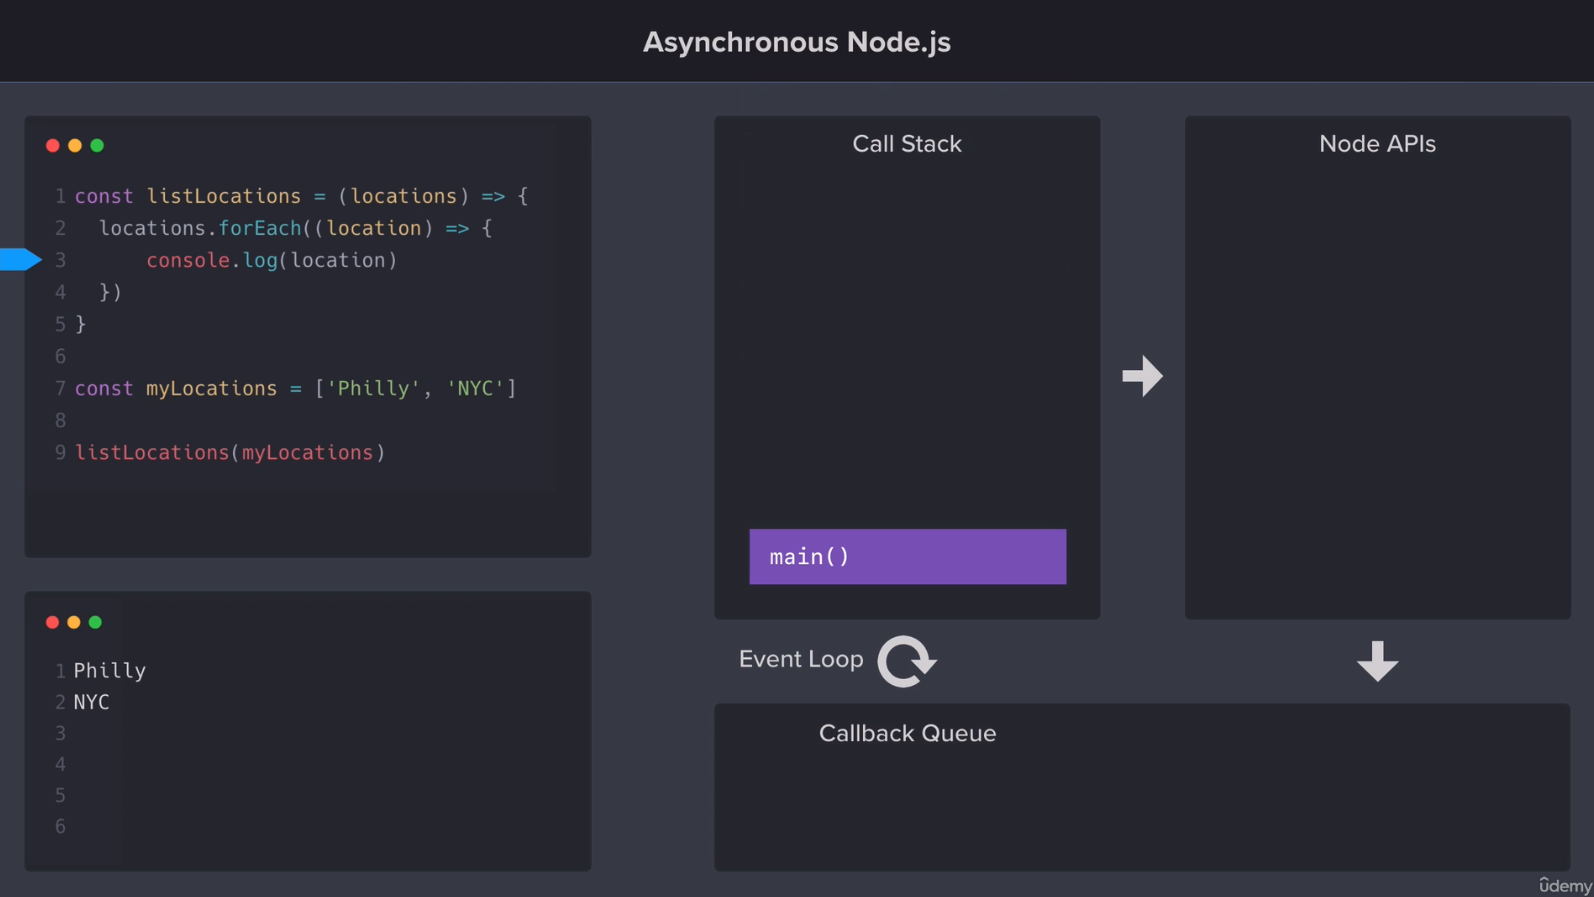 Asynchronous Node.js
1 const listLocations = (locations) => {
2   locations.forEach((location) => {
3       console.log(location)
4   })
5 }
6
7 const myLocations = ['Philly', 'NYC']
8
9 listLocations(myLocations)
1 Philly
2 NYC
3
4
5
6
Call Stack
main()
Node APIs
Event Loop
Callback Queue
ûdemy